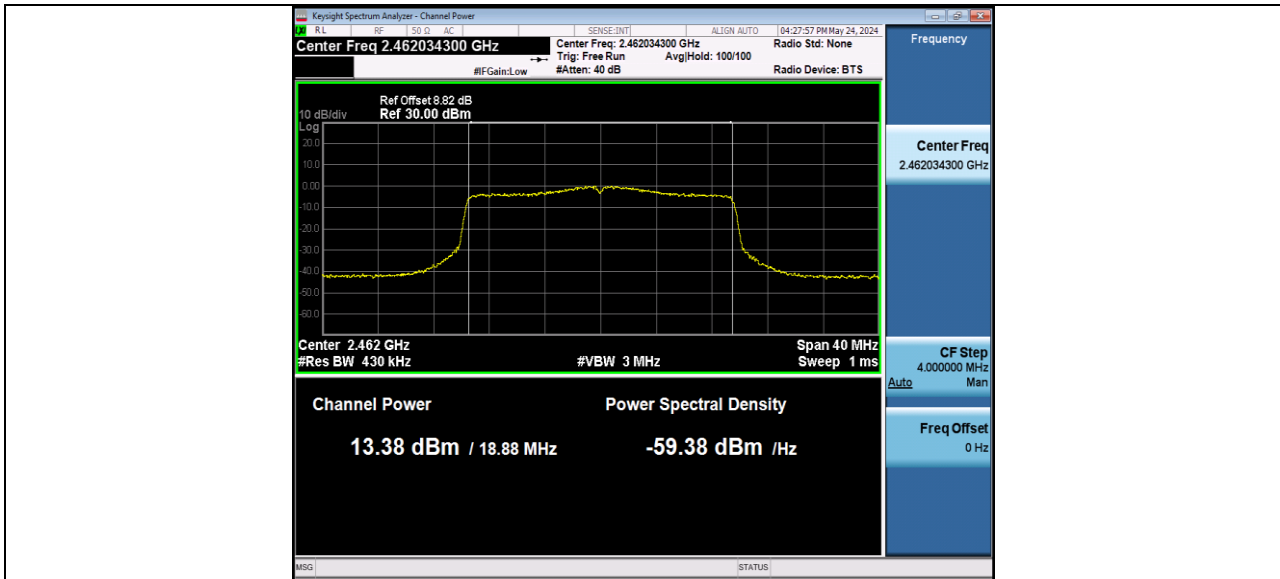 Keysight Spectrum Analyzer - Channel Power
RL RF 50 Ω AC SENSE:INT ALIGN AUTO 04:27:57 PM May 24, 2024
Center Freq 2.462034300 GHz
Center Freq: 2.462034300 GHz Radio Std: None
Trig: Free Run Avg|Hold: 100/100
#IFGain:Low #Atten: 40 dB Radio Device: BTS
Ref Offset 8.82 dB
10 dB/div Ref 30.00 dBm
Log
20.0
10.0
0.00
-10.0
-20.0
-30.0
-40.0
-50.0
-60.0
Center 2.462 GHz Span 40 MHz
#Res BW 430 kHz #VBW 3 MHz Sweep 1 ms
Channel Power Power Spectral Density
13.38 dBm / 18.88 MHz -59.38 dBm /Hz
Frequency
Center Freq
2.462034300 GHz
CF Step
4.000000 MHz
Auto Man
Freq Offset
0 Hz
MSG STATUS